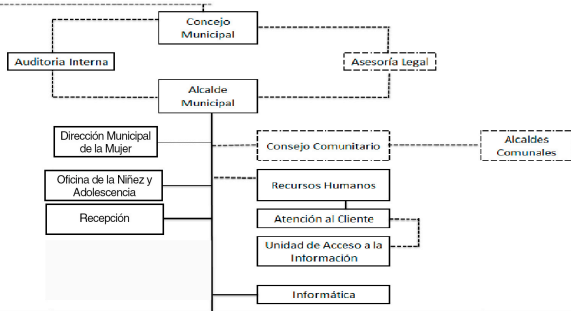 Concejo
Municipal
Auditoria Interna
Asesoría Legal
Alcalde
Municipal
Dirección Municipal
de la Mujer
Consejo Comunitario
Alcaldes
Comunales
Oficina de la Niñez y
Adolescencia
Recursos Humanos
Recepción
Atención al Cliente
Unidad de Acceso a la
Información
Informática